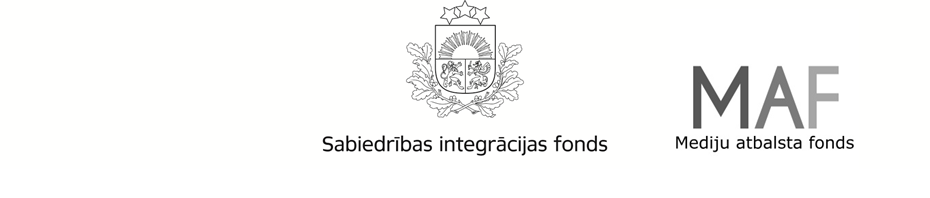 Sabiedrības integrācijas fonds
MAF
Mediju atbalsta fonds